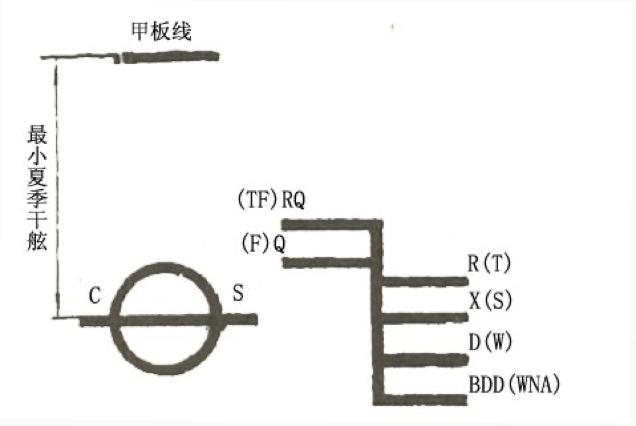 甲板线
最小夏季干舷
(TF)RQ
(F)Q
R(T)
C
S
X(S)
D(W)
BDD(WNA)